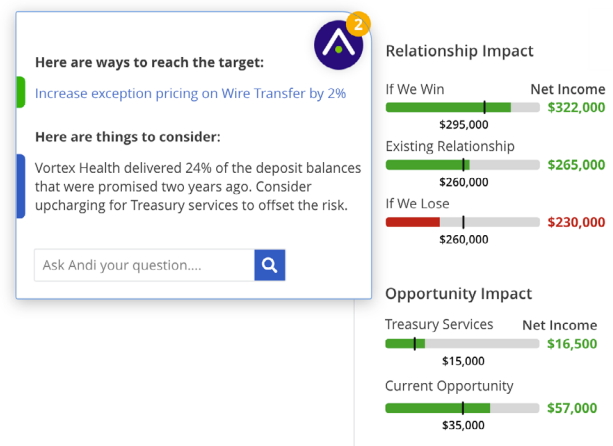 2
Here are ways to reach the target:
Increase exception pricing on Wire Transfer by 2%
Here are things to consider:
Vortex Health delivered 24% of the deposit balances
that were promised two years ago. Consider
upcharging for Treasury services to offset the risk.
Ask Andi your question....
Relationship Impact
If We Win Net Income
$322,000
$295,000
Existing Relationship
$265,000
$260,000
If We Lose
$230,000
$260,000
Opportunity Impact
Treasury Services Net Income
$16,500
$15,000
Current Opportunity
$57,000
$35,000